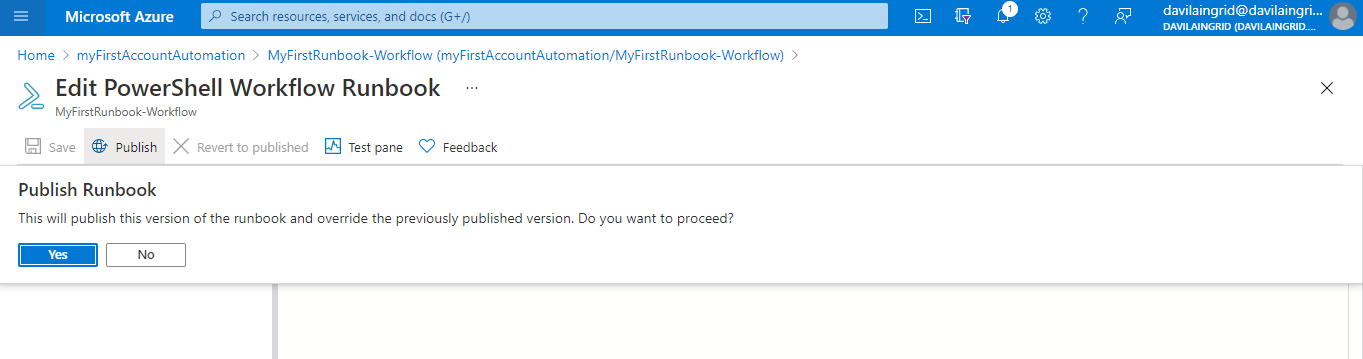 Microsoft Azure
Search resources, services, and docs (G+/)
1
davilaingrid@davilaingri...
DAVILAINGRID (DAVILAINGRID....
Home > myFirstAccountAutomation > MyFirstRunbook-Workflow (myFirstAccountAutomation/MyFirstRunbook-Workflow) >
Edit PowerShell Workflow Runbook ...
MyFirstRunbook-Workflow
Save Publish Revert to published Test pane Feedback
Publish Runbook
This will publish this version of the runbook and override the previously published version. Do you want to proceed?
Yes No